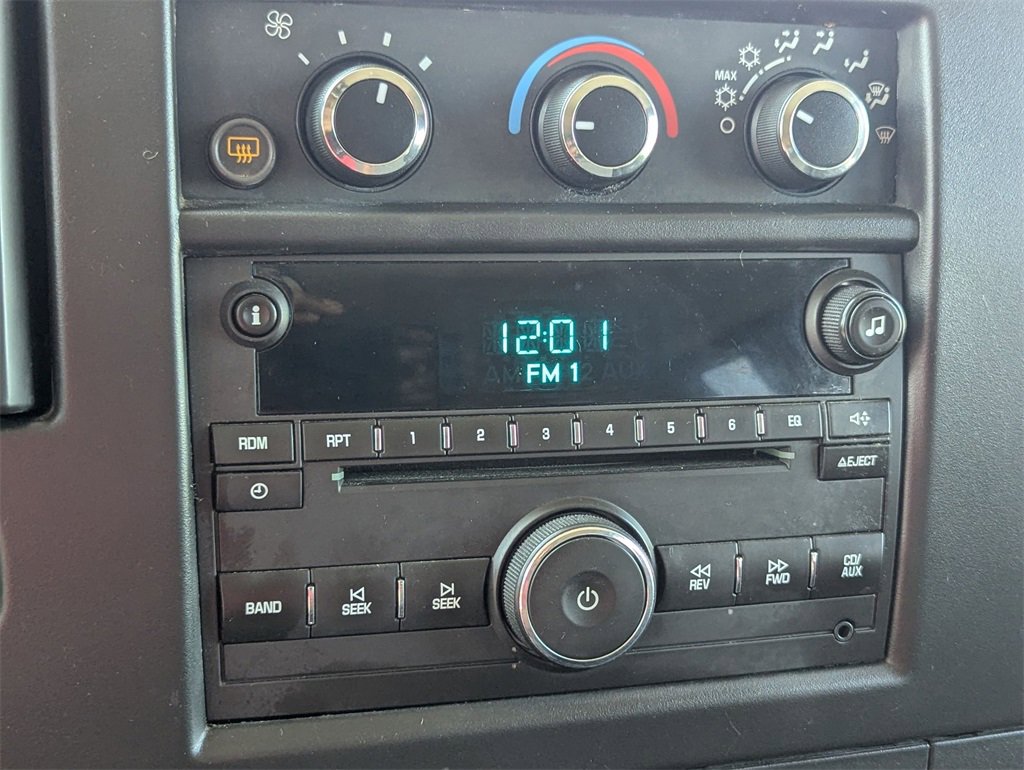 MAX
i
12:01
FM 1
RDM
RPT 1 2 3 4 5 6 EQ
EJECT
BAND
SEEK
SEEK
REV
FWD
CD/
AUX